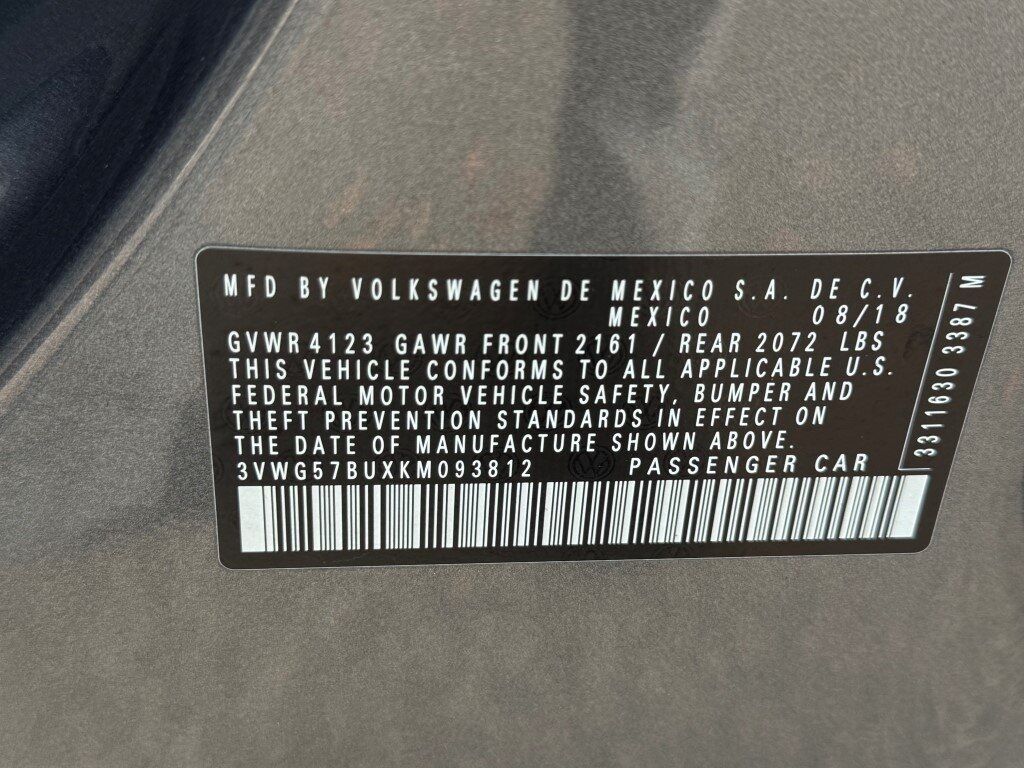 MFD BY VOLKSWAGEN DE MEXICO S.A. DE C.V.
MEXICO 08/18
GVWR 4123 GAWR FRONT 2161 / REAR 2072 LBS
THIS VEHICLE CONFORMS TO ALL APPLICABLE U.S.
FEDERAL MOTOR VEHICLE SAFETY, BUMPER AND
THEFT PREVENTION STANDARDS IN EFFECT ON
THE DATE OF MANUFACTURE SHOWN ABOVE.
3VWG57BUXKM093812 PASSENGER CAR
3311630 3387 M